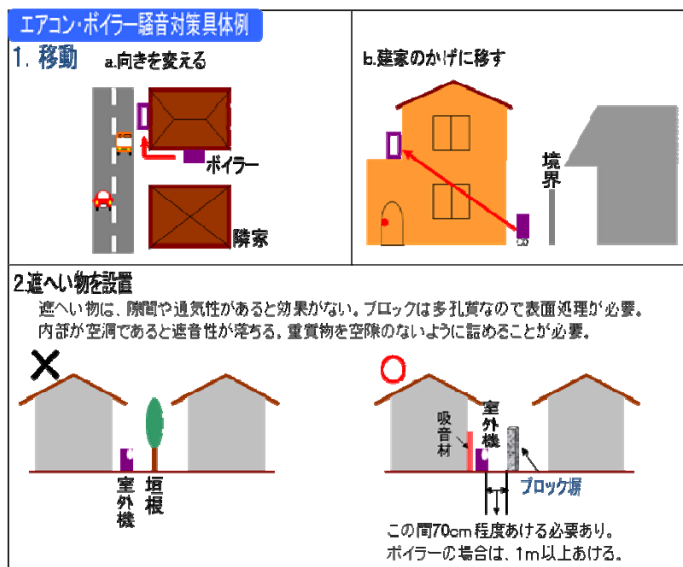 エアコン・ボイラー騒音対策具体例
1. 移動 a.向きを変える
ボイラー
隣家
b.建家のかげに移す
境界
2.遮へい物を設置
遮へい物は、隙間や通気性があると効果がない。ブロックは多孔質なので表面処理が必要。
内部が空洞であると遮音性が落ちる。重質物を空隙のないように詰めることが必要。
室外機
垣根
吸音材
室外機
ブロック塀
この間70cm程度あける必要あり。
ボイラーの場合は、1m以上あける。